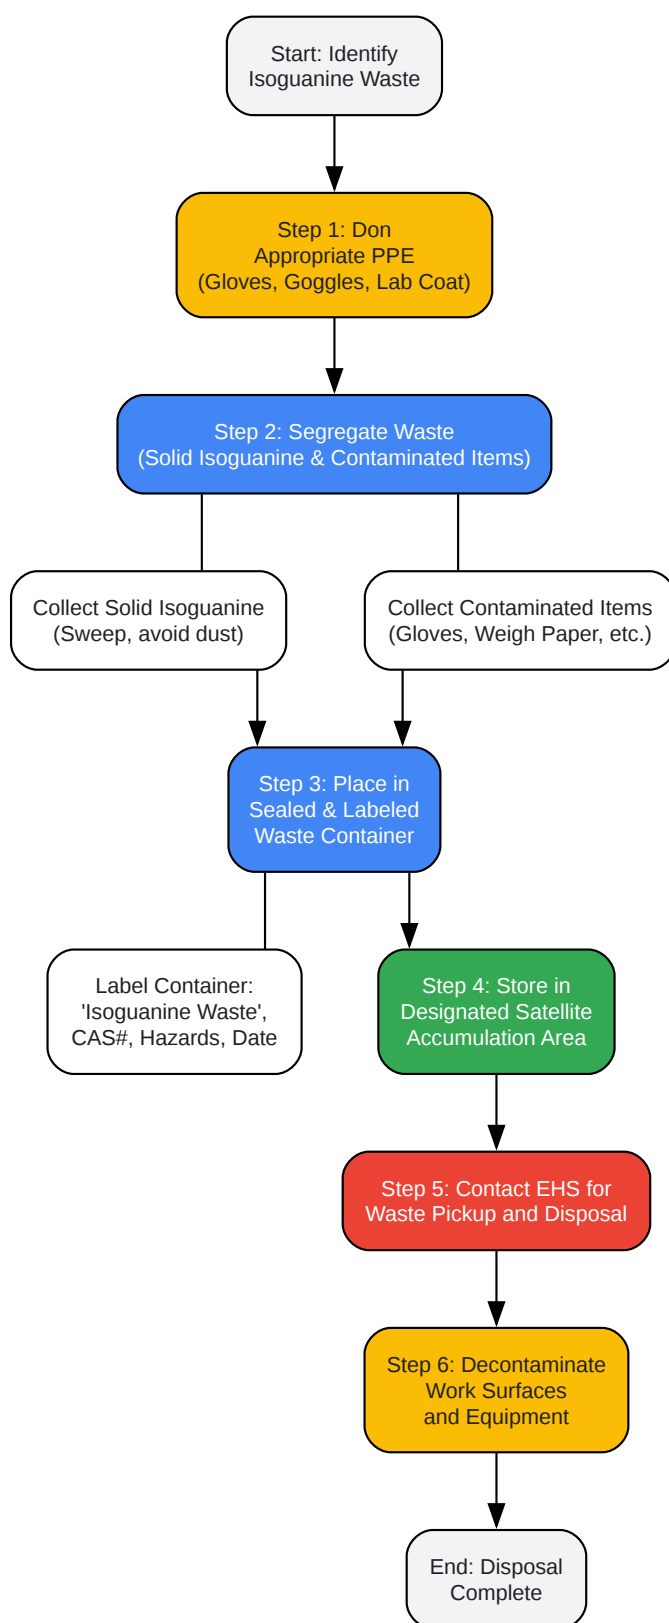 Start: Identify
Isoguanine Waste
Step 1: Don
Appropriate PPE
(Gloves, Goggles, Lab Coat)
Step 2: Segregate Waste
(Solid Isoguanine & Contaminated Items)
Collect Solid Isoguanine
(Sweep, avoid dust)
Collect Contaminated Items
(Gloves, Weigh Paper, etc.)
Step 3: Place in
Sealed & Labeled
Waste Container
Label Container:
'Isoguanine Waste',
CAS#, Hazards, Date
Step 4: Store in
Designated Satellite
Accumulation Area
Step 5: Contact EHS for
Waste Pickup and Disposal
Step 6: Decontaminate
Work Surfaces
and Equipment
End: Disposal
Complete